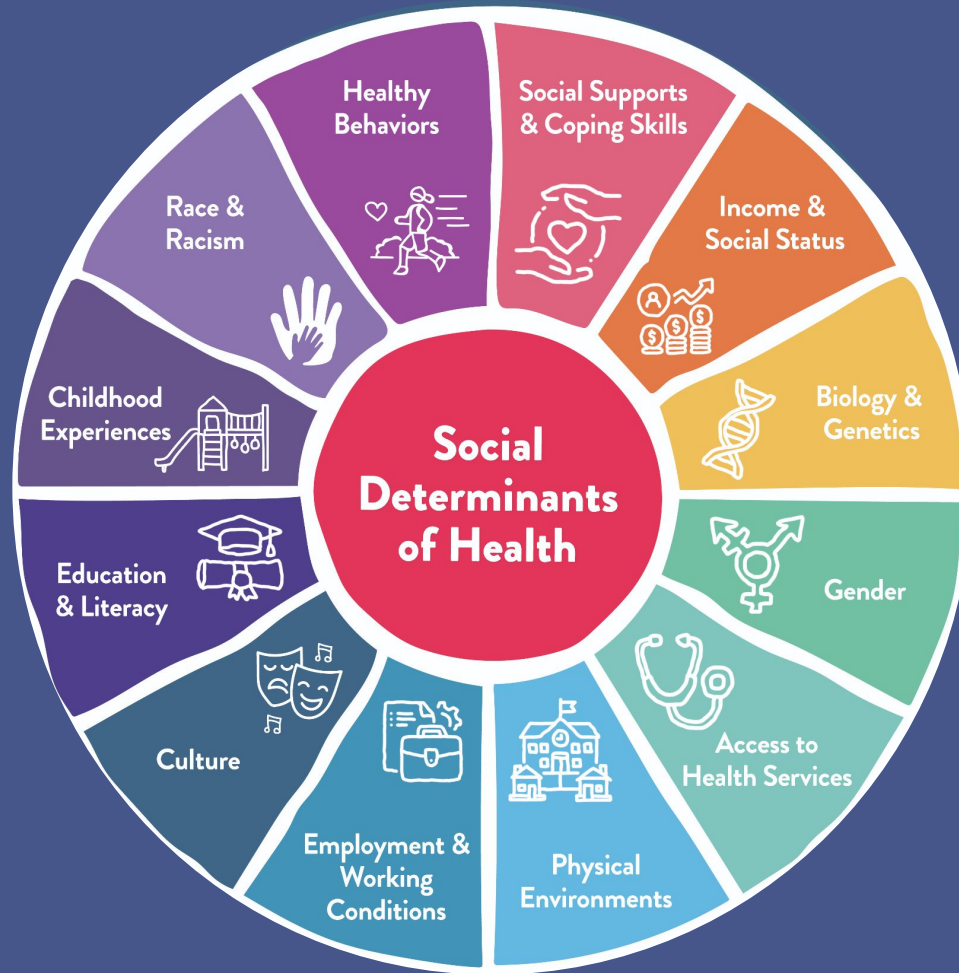 Social
Determinants
of Health
Social Supports
& Coping Skills
Income &
Social Status
Biology &
Genetics
Gender
Access to
Health Services
Physical
Environments
Employment &
Working
Conditions
Culture
Education
& Literacy
Childhood
Experiences
Race &
Racism
Healthy
Behaviors